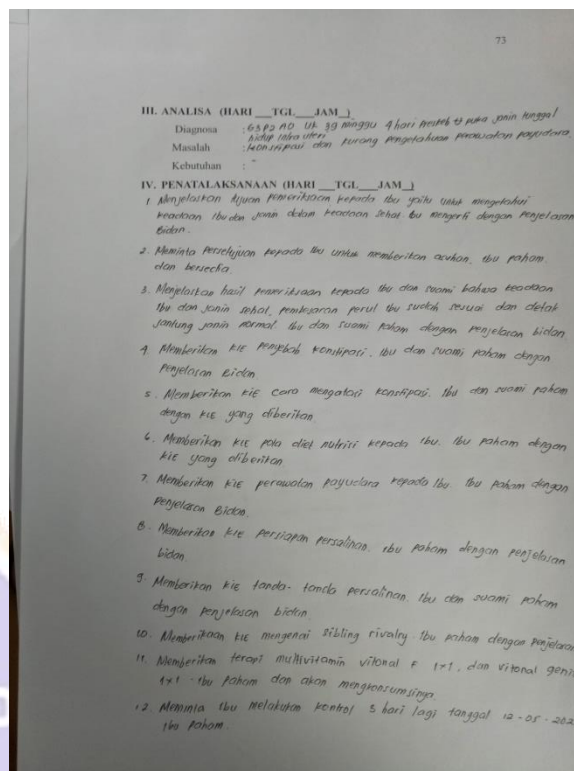 73
III. ANALISA (HARI ___TGL___JAM_)
Diagnosa : G3P2A0 UK 39 minggu 4 hari Preskep ⊎ puka janin tunggal
hidup intra uteri
Masalah : konstipasi dan kurang pengetahuan perawatan payudara
Kebutuhan : -
IV. PENATALAKSANAAN (HARI ___TGL___JAM_)
1. Menjelaskan tujuan pemeriksaan kepada ibu yaitu untuk mengetahui
keadaan ibu dan janin dalam keadaan sehat. ibu mengerti dengan penjelasan
Bidan.
2. Meminta persetujuan kepada ibu untuk memberikan asuhan, ibu paham
dan bersedia.
3. Menjelaskan hasil pemeriksaan kepada ibu dan suami bahwa keadaan
ibu dan janin sehat, pembesaran perut ibu sudah sesuai dan detak
jantung janin normal. ibu dan suami paham dengan penjelasan bidan.
4. Memberikan KIE Penyebab konstipasi. ibu dan suami paham dengan
Penjelasan Bidan
5. Memberikan KIE cara mengatasi konstipasi. ibu dan suami paham
dengan KIE yang diberikan
6. Memberikan KIE pola diet nutrisi kepada ibu. ibu paham dengan
KIE yang diberikan
7. Memberikan KIE perawatan payudara kepada ibu. ibu paham dengan
Penjelasan Bidan.
8. Memberikan KIE Persiapan Persalinan. ibu paham dengan penjelasan
bidan
9. Memberikan KIE tanda-tanda persalinan. ibu dan suami paham
dengan penjelasan bidan
10. Memberikaan KIE mengenai sibling rivalry. ibu paham dengan penjelasan
11. Memberikan terapi multivitamin vitonal F 1x1, dan vitonal genio
1x1. ibu paham dan akan mengkonsumsinya.
12. Meminta ibu melakukan kontrol 3 hari lagi tanggal 12-05-202
ibu paham.